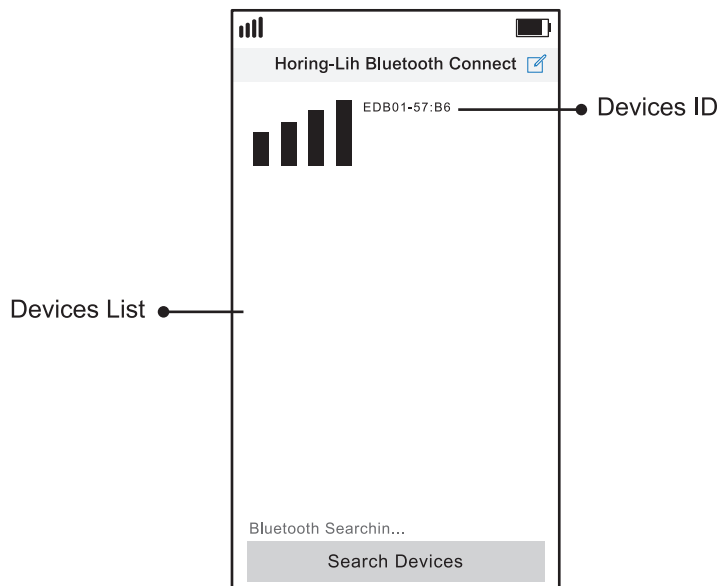 Horing-Lih Bluetooth Connect
EDB01-57:B6
Devices ID
Devices List
Bluetooth Searchin...
Search Devices